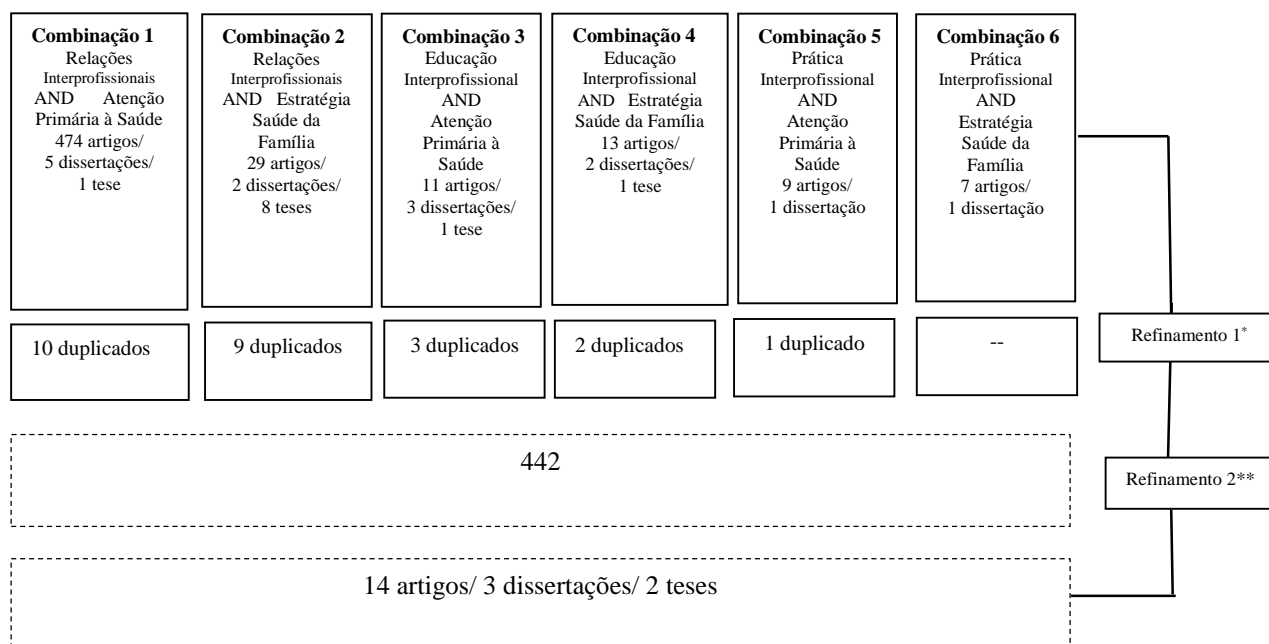 Combinação 1
Relações
Interprofissionais
AND Atenção
Primária à Saúde
474 artigos/
5 dissertações/
1 tese
Combinação 2
Relações
Interprofissionais
AND Estratégia
Saúde da
Família
29 artigos/
2 dissertações/
8 teses
Combinação 3
Educação
Interprofissional
AND
Atenção
Primária à
Saúde
11 artigos/
3 dissertações/
1 tese
Combinação 4
Educação
Interprofissional
AND Estratégia
Saúde da Família
13 artigos/
2 dissertações/
1 tese
Combinação 5
Prática
Interprofissional
AND
Atenção
Primária à
Saúde
9 artigos/
1 dissertação
Combinação 6
Prática
Interprofissional
AND
Estratégia
Saúde da
Família
7 artigos/
1 dissertação
10 duplicados
9 duplicados
3 duplicados
2 duplicados
1 duplicado
--
Refinamento 1*
442
Refinamento 2**
14 artigos/ 3 dissertações/ 2 teses